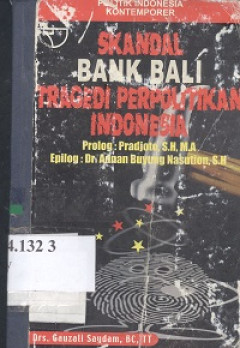 POLITIK INDONESIA
KONTEMPORER
SKANDAL
BANK BALI
TRAGEDI PERPOLITIKAN
INDONESIA
Prolog : Pradjoto, S.H, M.A
Epilog : Dr. Adnan Buyung Nasution, S.H
4.132 3
Drs. Gouzali Saydam, BC, TT